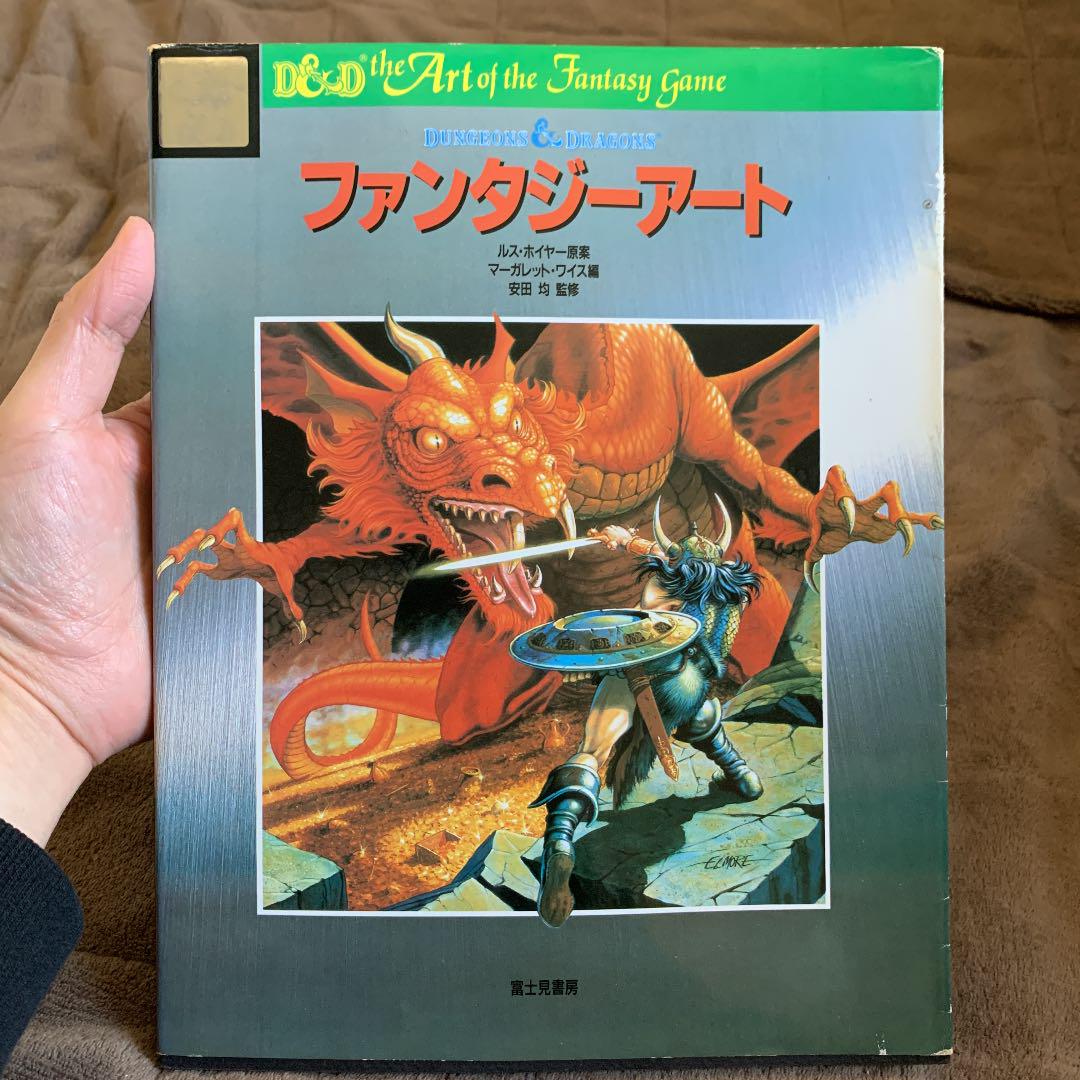 D&D® the Art of the Fantasy Game
DUNGEONS & DRAGONS®
ファンタジーアート
ルス・ホイヤー原案
マーガレット・ワイス編
安田 均 監修
ELMORE
富士見書房